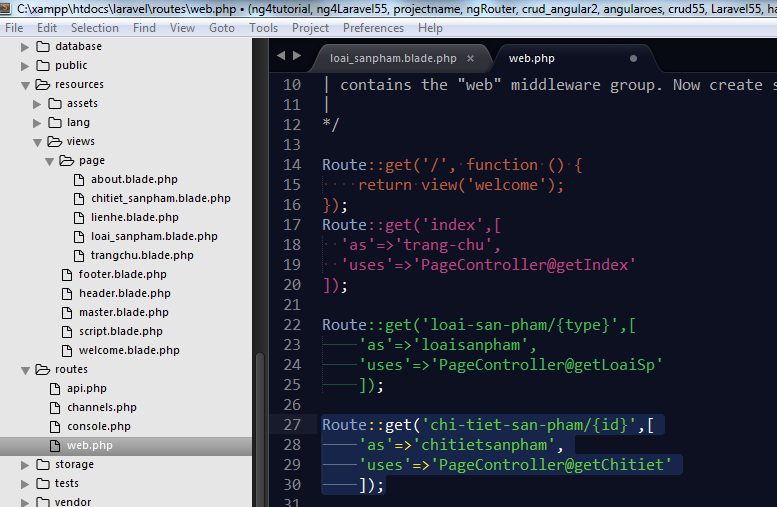 C:\xampp\htdocs\laravel\routes\web.php • (ng4tutorial, ng4Laravel55, projectname, ngRouter, crud_angular2, angularoes, crud55, Laravel55, ha
File Edit Selection Find View Goto Tools Project Preferences Help
database
public
resources
assets
lang
views
page
about.blade.php
chitiet_sanpham.blade.php
lienhe.blade.php
loai_sanpham.blade.php
trangchu.blade.php
footer.blade.php
header.blade.php
master.blade.php
script.blade.php
welcome.blade.php
routes
api.php
channels.php
console.php
web.php
storage
tests
vendor
loai_sanpham.blade.php × web.php
10 | contains the "web" middleware group. Now create s
11 |
12 */
13
14 Route::get('/', function () {
15 return view('welcome');
16 });
17 Route::get('index',[
18 'as'=>'trang-chu',
19 'uses'=>'PageController@getIndex'
20 ]);
21
22 Route::get('loai-san-pham/{type}',[
23 'as'=>'loaisanpham',
24 'uses'=>'PageController@getLoaiSp'
25 ]);
26
27 Route::get('chi-tiet-san-pham/{id}',[
28 'as'=>'chitietsanpham',
29 'uses'=>'PageController@getChitiet'
30 ]);
31